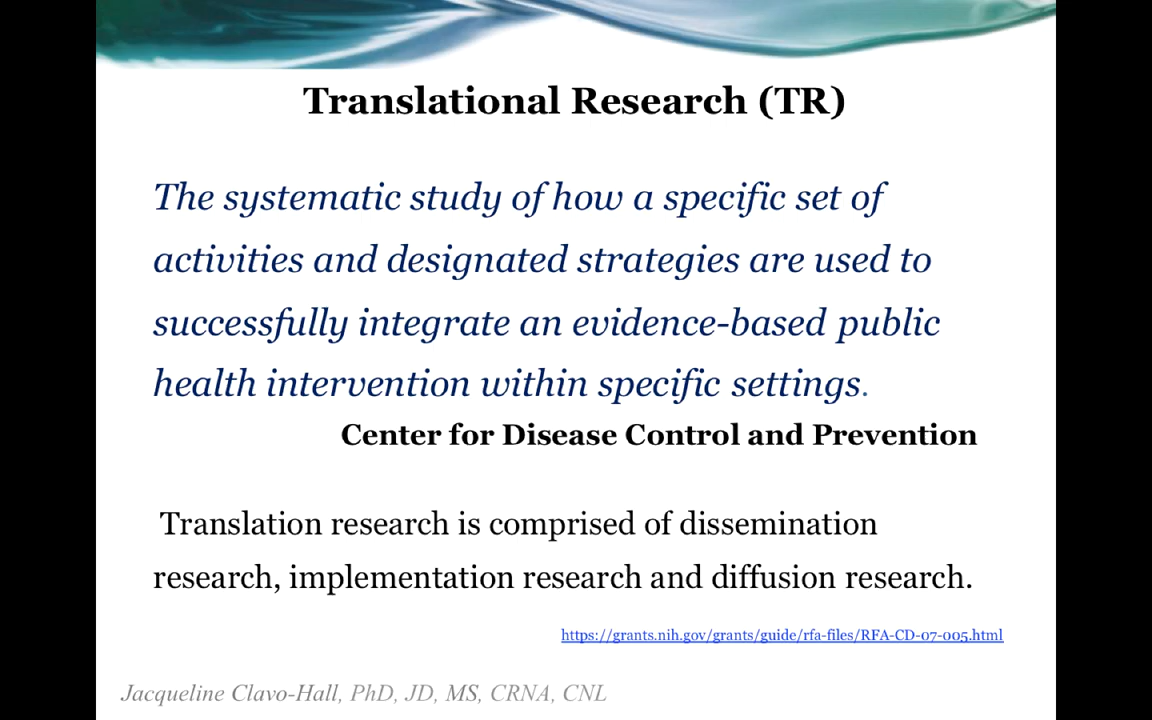 Translational Research (TR)
The systematic study of how a specific set of
activities and designated strategies are used to
successfully integrate an evidence-based public
health intervention within specific settings.
Center for Disease Control and Prevention
Translation research is comprised of dissemination
research, implementation research and diffusion research.
https://grants.nih.gov/grants/guide/rfa-files/RFA-CD-07-005.html
Jacqueline Clavo-Hall, PhD, JD, MS, CRNA, CNL